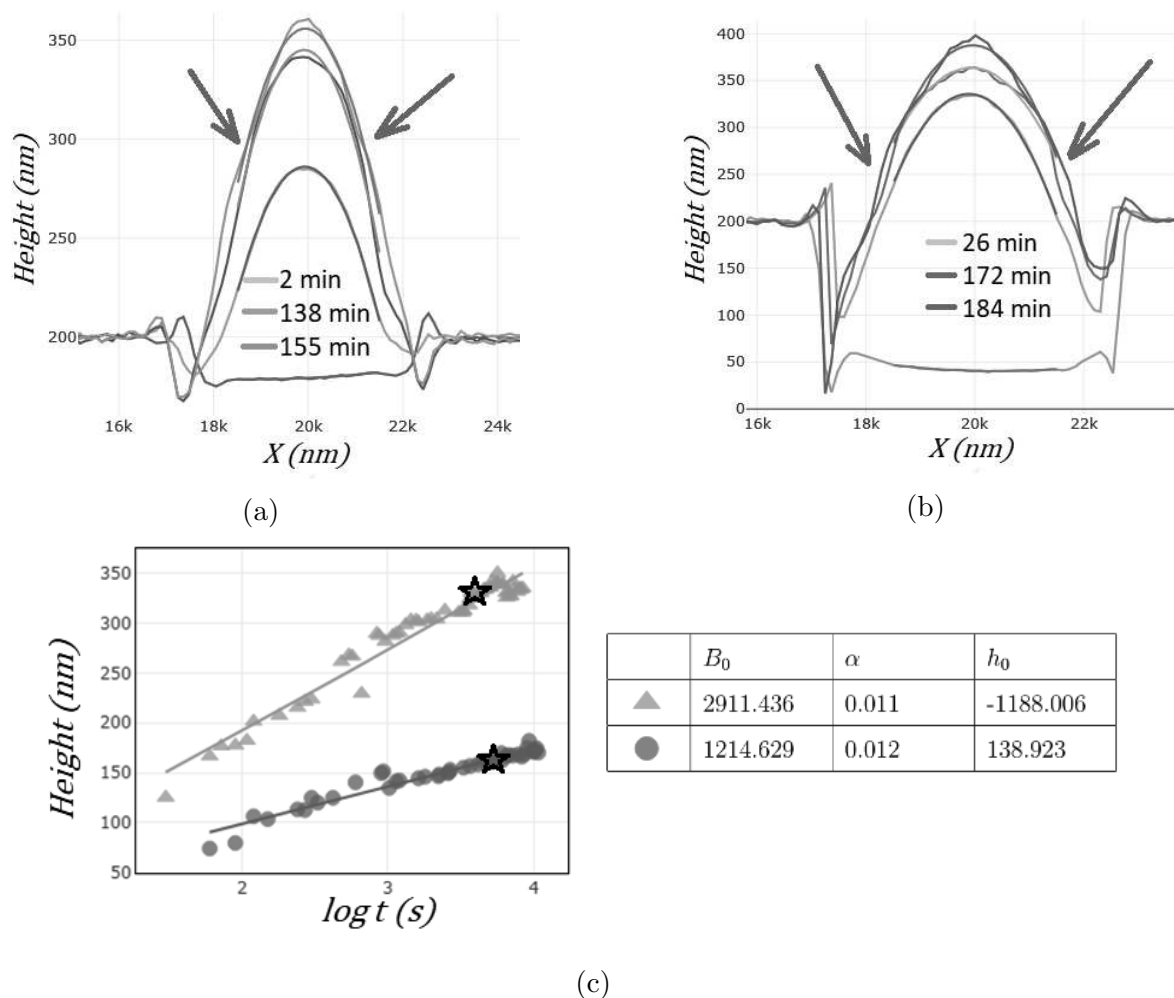 350
300
250
200
Height (nm)
2 min
138 min
155 min
16k 18k 20k 22k 24k
X (nm)
(a)
400
350
300
250
200
150
100
50
0
Height (nm)
26 min
172 min
184 min
16k 18k 20k 22k
X (nm)
(b)
350
300
250
200
150
100
50
Height (nm)
2 3 4
log t (s)
B₀ α h₀
2911.436 0.011 -1188.006
1214.629 0.012 138.923
(c)